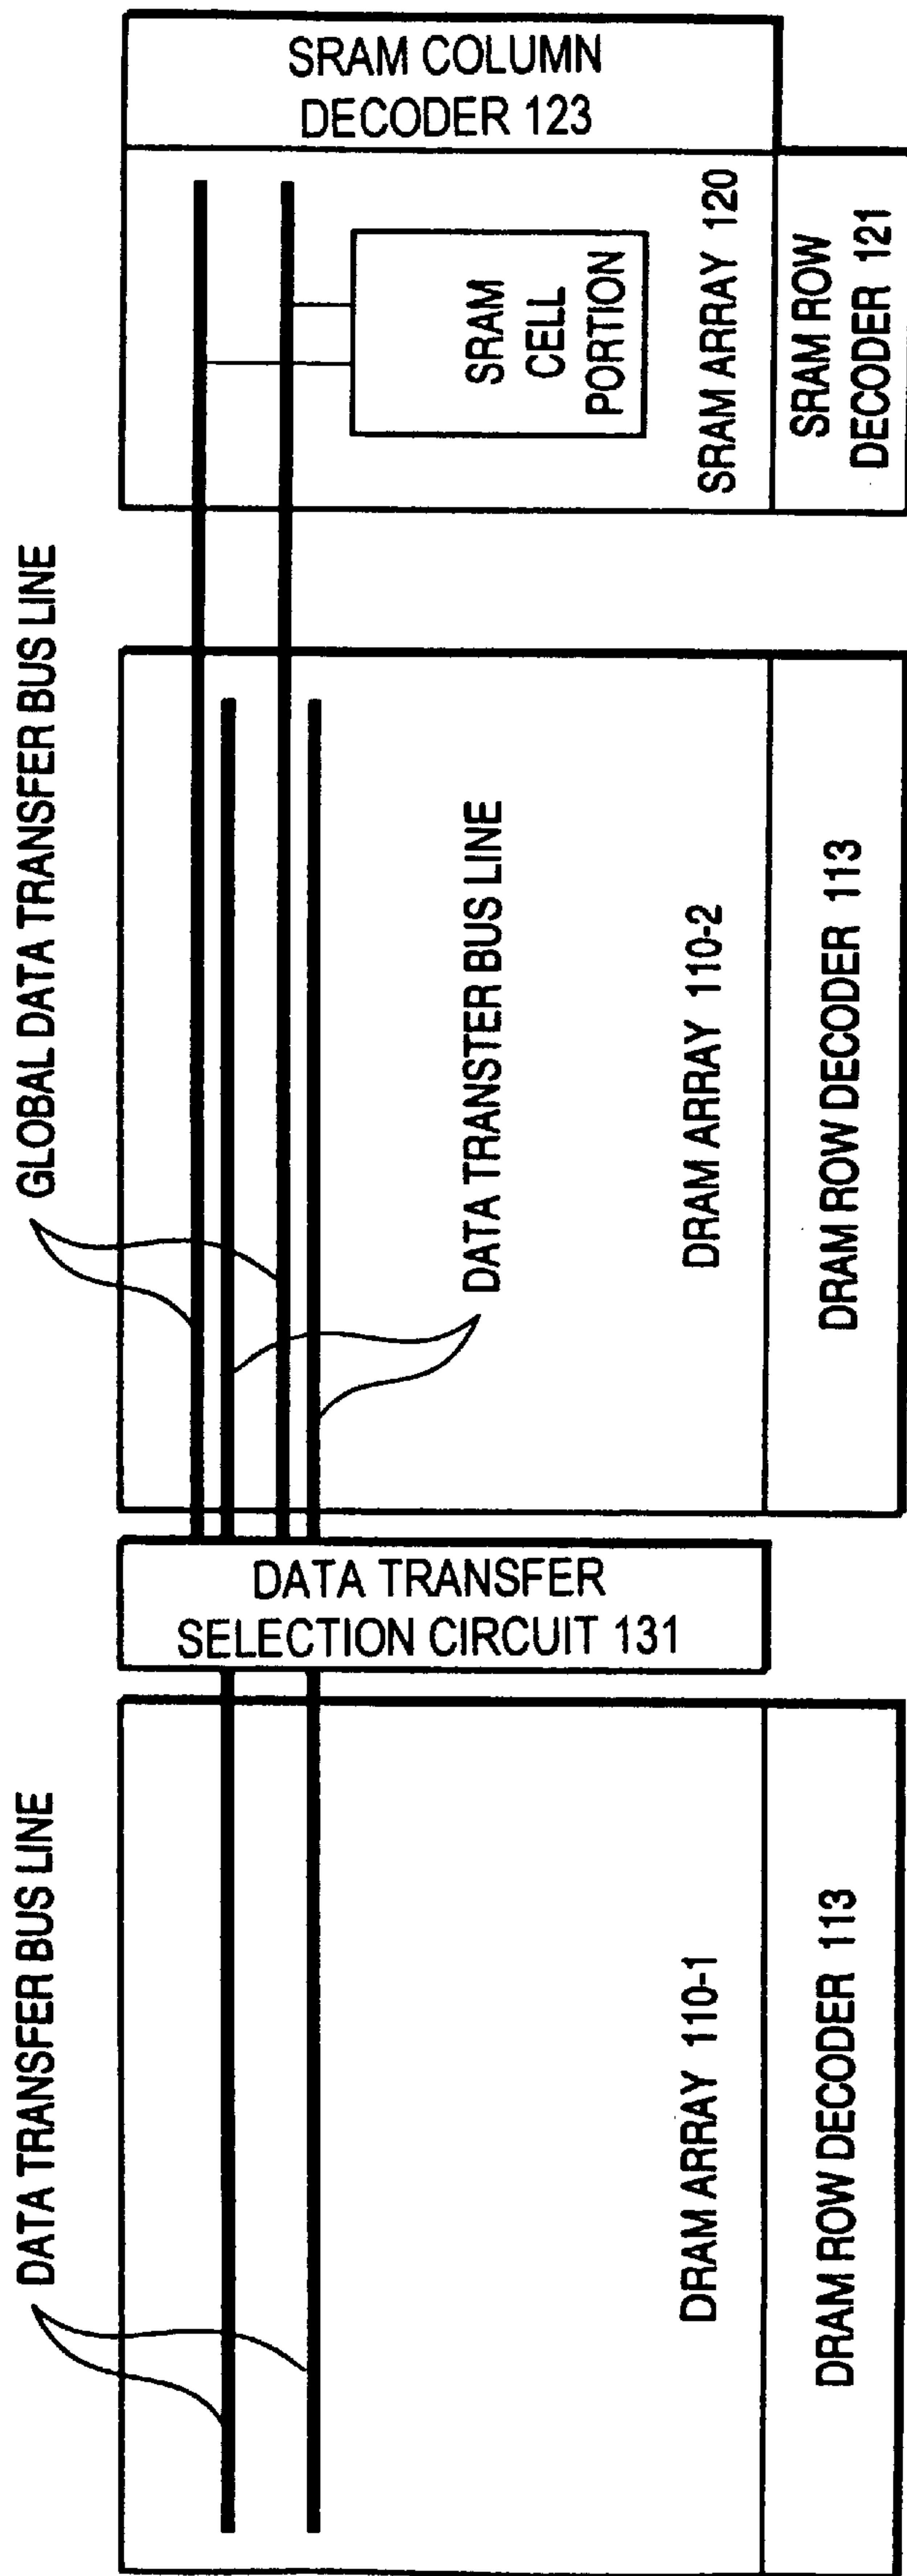 DATA TRANSFER BUS LINE
GLOBAL DATA TRANSFER BUS LINE
DATA TRANSFER
SELECTION CIRCUIT 131
SRAM COLUMN
DECODER 123
DATA TRANSTER BUS LINE
SRAM
CELL
PORTION
DRAM ARRAY 110-1
DRAM ARRAY 110-2
SRAM ARRAY 120
DRAM ROW DECODER 113
DRAM ROW DECODER 113
SRAM ROW
DECODER 121